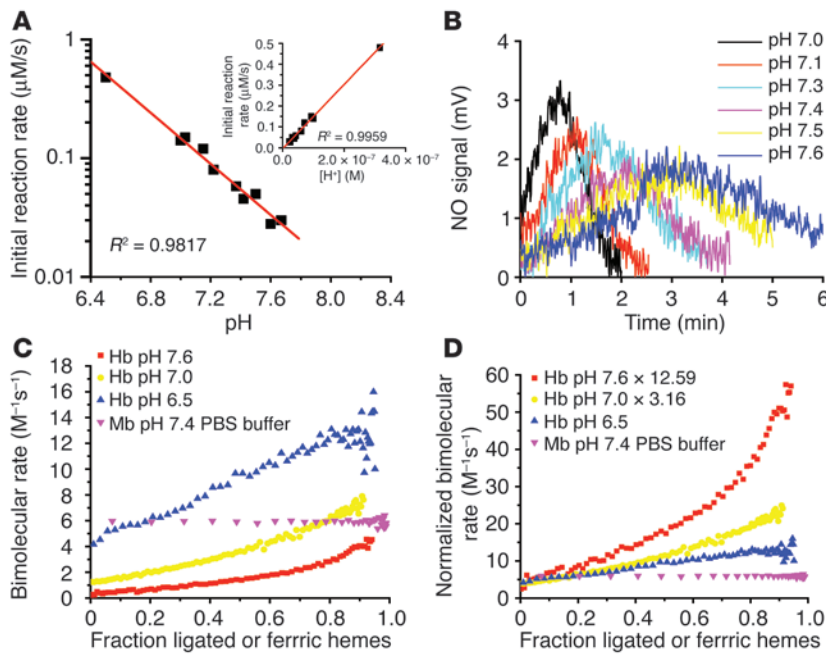 A
Initial reaction rate (μM/s)
1
0.1
0.01
6.4 6.8 7.2 7.6 8.0 8.4
pH
R² = 0.9817
Initial reaction
rate (μM/s)
0.5
0.4
0.3
0.2
0.1
0.0
0 2.0 × 10⁻⁷ 4.0 × 10⁻⁷
[H⁺] (M)
R² = 0.9959
B
NO signal (mV)
4
3
2
1
0
0 1 2 3 4 5 6
Time (min)
pH 7.0
pH 7.1
pH 7.3
pH 7.4
pH 7.5
pH 7.6
C
Hb pH 7.6
Hb pH 7.0
Hb pH 6.5
Mb pH 7.4 PBS buffer
Bimolecular rate (M⁻¹s⁻¹)
18
16
14
12
10
8
6
4
2
0
0 0.2 0.4 0.6 0.8 1.0
Fraction ligated or ferrric hemes
D
Hb pH 7.6 × 12.59
Hb pH 7.0 × 3.16
Hb pH 6.5
Mb pH 7.4 PBS buffer
Normalized bimolecular
rate (M⁻¹s⁻¹)
60
50
40
30
20
10
0
0 0.2 0.4 0.6 0.8 1.0
Fraction ligated or ferrric hemes